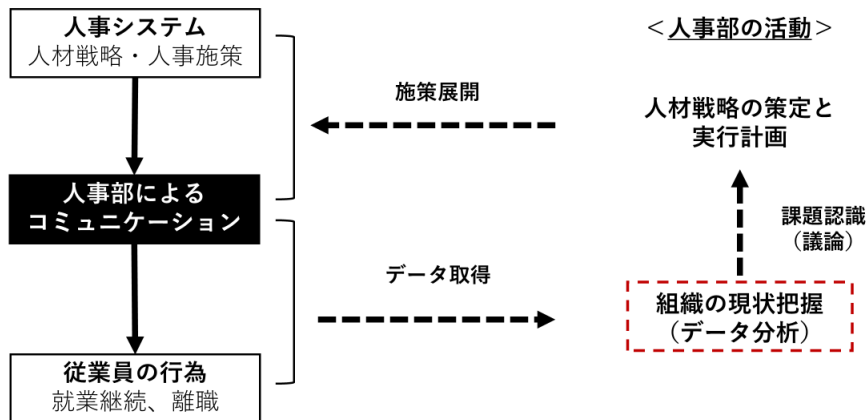 人事システム
人材戦略・人事施策
人事部による
コミュニケーション
従業員の行為
就業継続、離職
施策展開
データ取得
＜人事部の活動＞
人材戦略の策定と
実行計画
課題認識
（議論）
組織の現状把握
（データ分析）